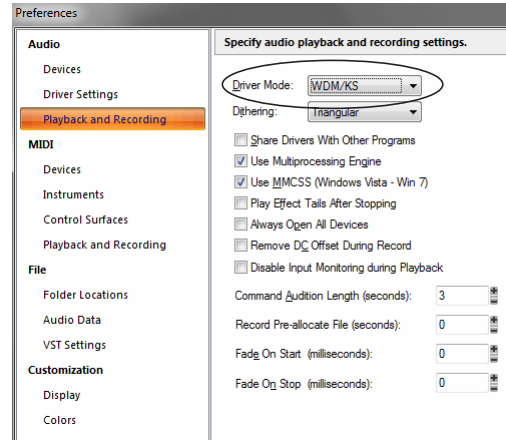 Preferences
Audio
Devices
Driver Settings
Playback and Recording
MIDI
Devices
Instruments
Control Surfaces
Playback and Recording
File
Folder Locations
Audio Data
VST Settings
Customization
Display
Colors
Specify audio playback and recording settings.
Driver Mode: WDM/KS
Dithering: Triangular
Share Drivers With Other Programs
Use Multiprocessing Engine
Use MMCSS (Windows Vista - Win 7)
Play Effect Tails After Stopping
Always Open All Devices
Remove DC Offset During Record
Disable Input Monitoring during Playback
Command Audition Length (seconds): 3
Record Pre-allocate File (seconds): 0
Fade On Start (milliseconds): 0
Fade On Stop (milliseconds): 0